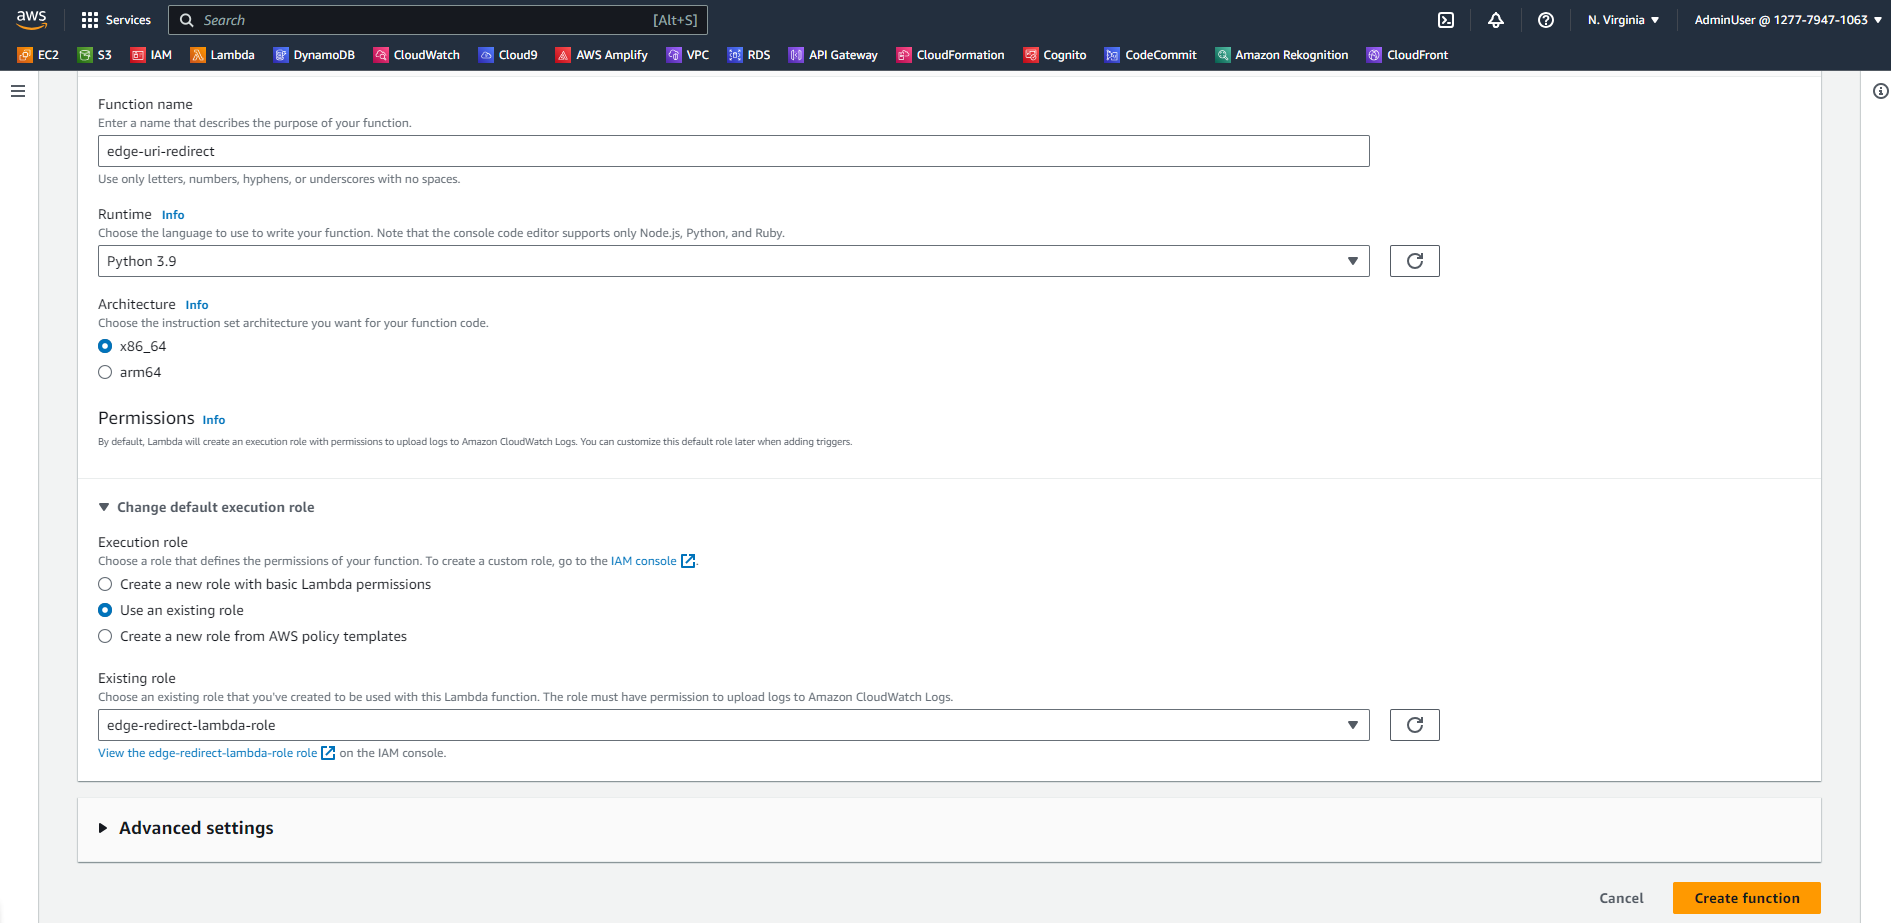 aws Services Search [Alt+S] N. Virginia AdminUser @ 1277-7947-1063
EC2 S3 IAM Lambda DynamoDB CloudWatch Cloud9 AWS Amplify VPC RDS API Gateway CloudFormation Cognito CodeCommit Amazon Rekognition CloudFront
Function name
Enter a name that describes the purpose of your function.
edge-uri-redirect
Use only letters, numbers, hyphens, or underscores with no spaces.
Runtime Info
Choose the language to use to write your function. Note that the console code editor supports only Node.js, Python, and Ruby.
Python 3.9
Architecture Info
Choose the instruction set architecture you want for your function code.
x86_64
arm64
Permissions Info
By default, Lambda will create an execution role with permissions to upload logs to Amazon CloudWatch Logs. You can customize this default role later when adding triggers.
Change default execution role
Execution role
Choose a role that defines the permissions of your function. To create a custom role, go to the IAM console.
Create a new role with basic Lambda permissions
Use an existing role
Create a new role from AWS policy templates
Existing role
Choose an existing role that you've created to be used with this Lambda function. The role must have permission to upload logs to Amazon CloudWatch Logs.
edge-redirect-lambda-role
View the edge-redirect-lambda-role role on the IAM console.
Advanced settings
Cancel Create function